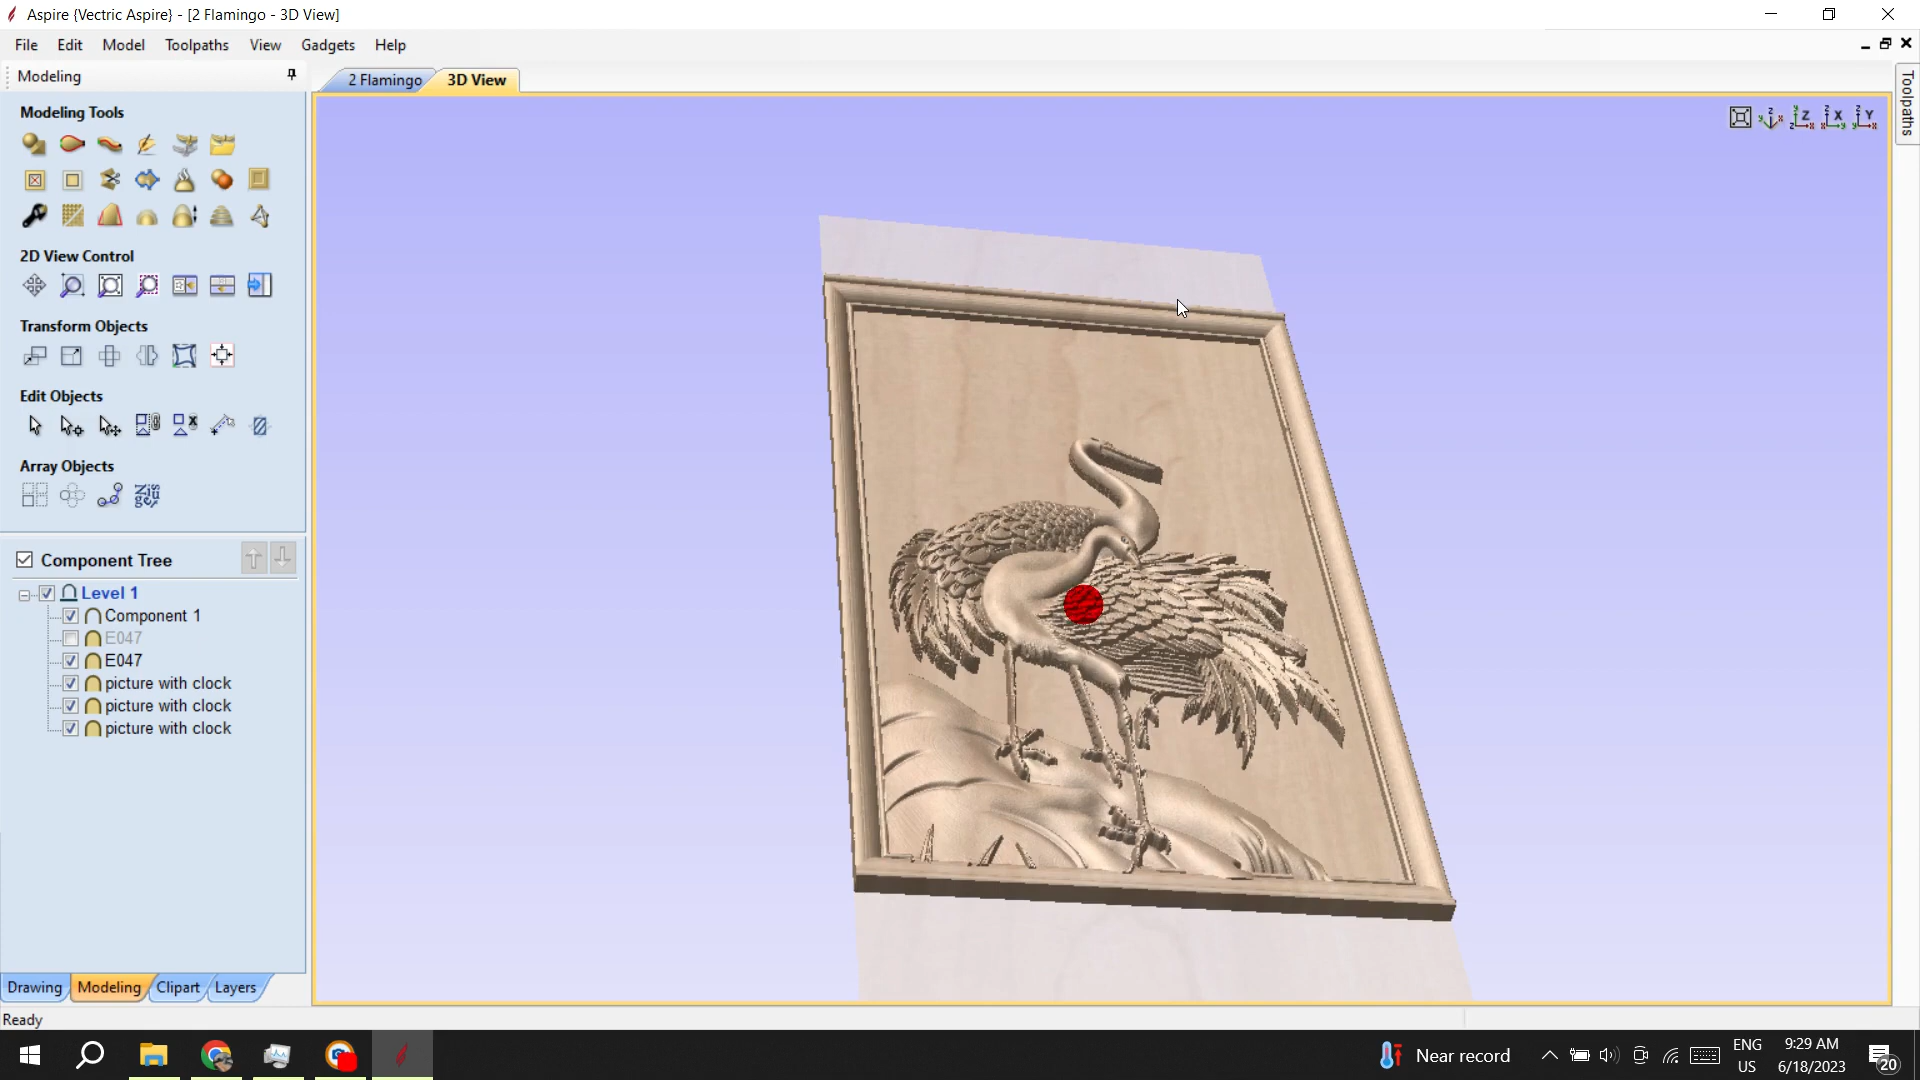 Aspire {Vectric Aspire} - [2 Flamingo - 3D View]
File Edit Model Toolpaths View Gadgets Help
Modeling
2 Flamingo 3D View
Toolpaths
Modeling Tools
2D View Control
Transform Objects
Edit Objects
Array Objects
Component Tree
Level 1
Component 1
E047
E047
picture with clock
picture with clock
picture with clock
Drawing Modeling Clipart Layers
Ready
Near record
ENG
US
9:29 AM
6/18/2023
20